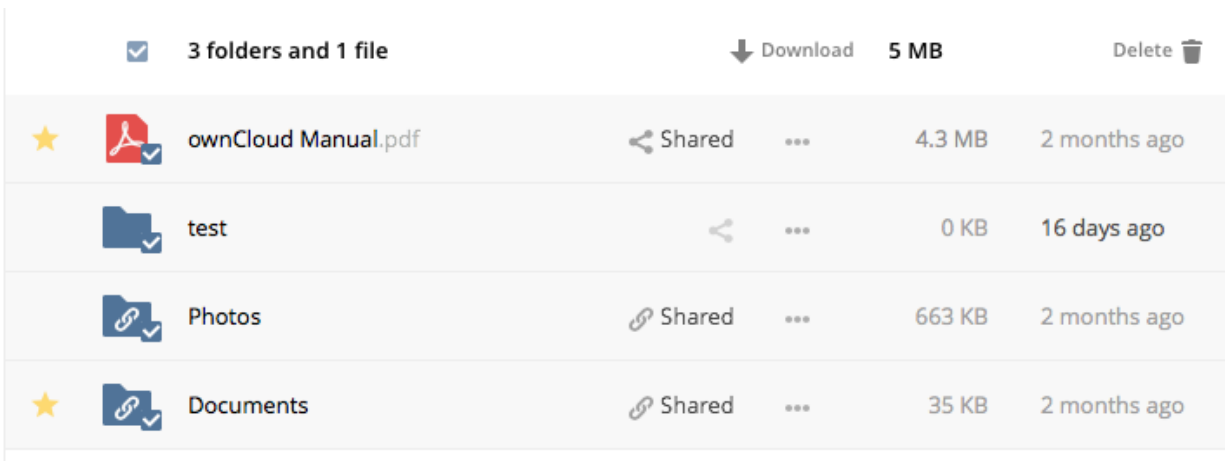 3 folders and 1 file Download 5 MB Delete
ownCloud Manual.pdf Shared ••• 4.3 MB 2 months ago
test ••• 0 KB 16 days ago
Photos Shared ••• 663 KB 2 months ago
Documents Shared ••• 35 KB 2 months ago